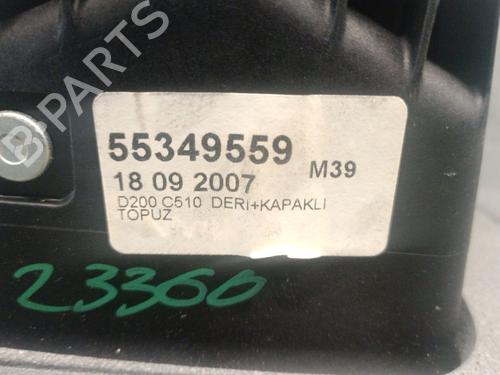 55349559 M39
18 09 2007
D200 C510 DERİ+KAPAKLI
TOPUZ
23360
B-PARTS